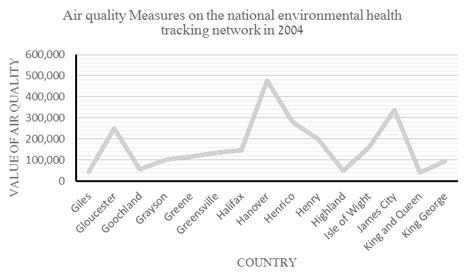 Air quality Measures on the national environmental health
tracking network in 2004
VALUE OF AIR QUALITY
600,000
500,000
400,000
300,000
200,000
100,000
0
Giles
Gloucester
Goochland
Grayson
Greene
Greensville
Halifax
Hanover
Henrico
Henry
Highland
Isle of Wight
James City
King and Queen
King George
COUNTRY